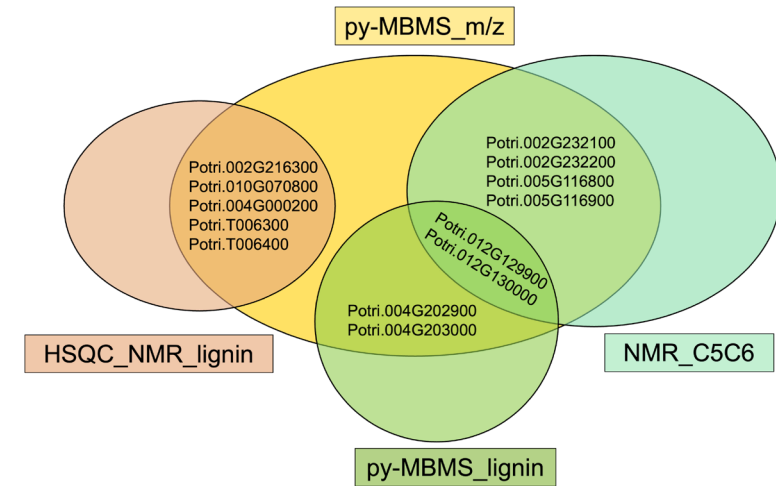 py-MBMS_m/z
Potri.002G216300
Potri.010G070800
Potri.004G000200
Potri.T006300
Potri.T006400
Potri.002G232100
Potri.002G232200
Potri.005G116800
Potri.005G116900
Potri.012G129900
Potri.012G130000
Potri.004G202900
Potri.004G203000
HSQC_NMR_lignin
NMR_C5C6
py-MBMS_lignin